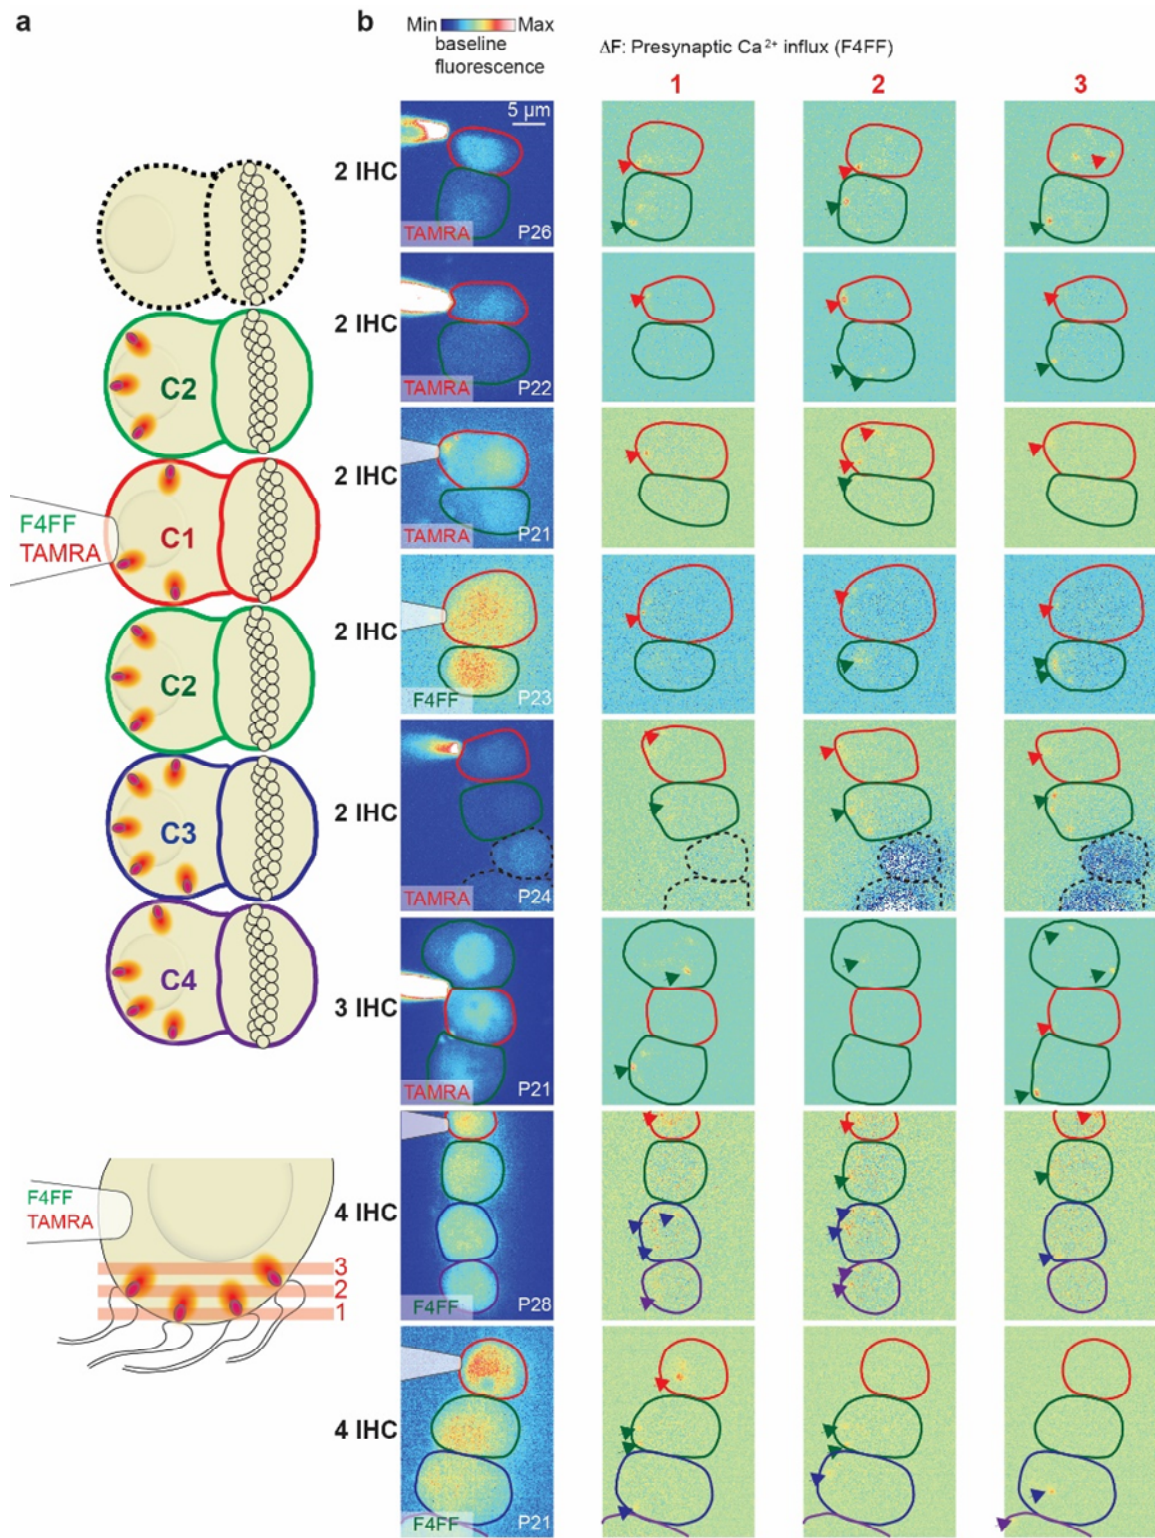 a
b
Min Max
baseline
fluorescence
ΔF: Presynaptic Ca²⁺ influx (F4FF)
1 2 3
5 µm
2 IHC
TAMRA P26
2 IHC
TAMRA P22
2 IHC
TAMRA P21
2 IHC
F4FF P23
2 IHC
TAMRA P24
3 IHC
TAMRA P21
4 IHC
F4FF P28
4 IHC
F4FF P21
C2
F4FF
TAMRA
C1
C2
C3
C4
F4FF
TAMRA
3
2
1